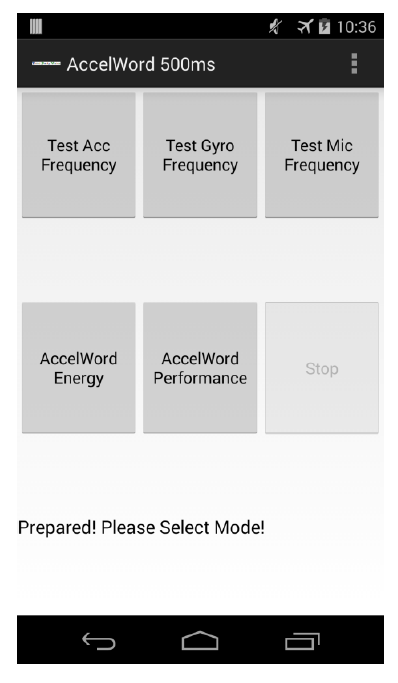 10:36
AccelWord 500ms
Test Acc
Frequency
Test Gyro
Frequency
Test Mic
Frequency
AccelWord
Energy
AccelWord
Performance
Stop
Prepared! Please Select Mode!